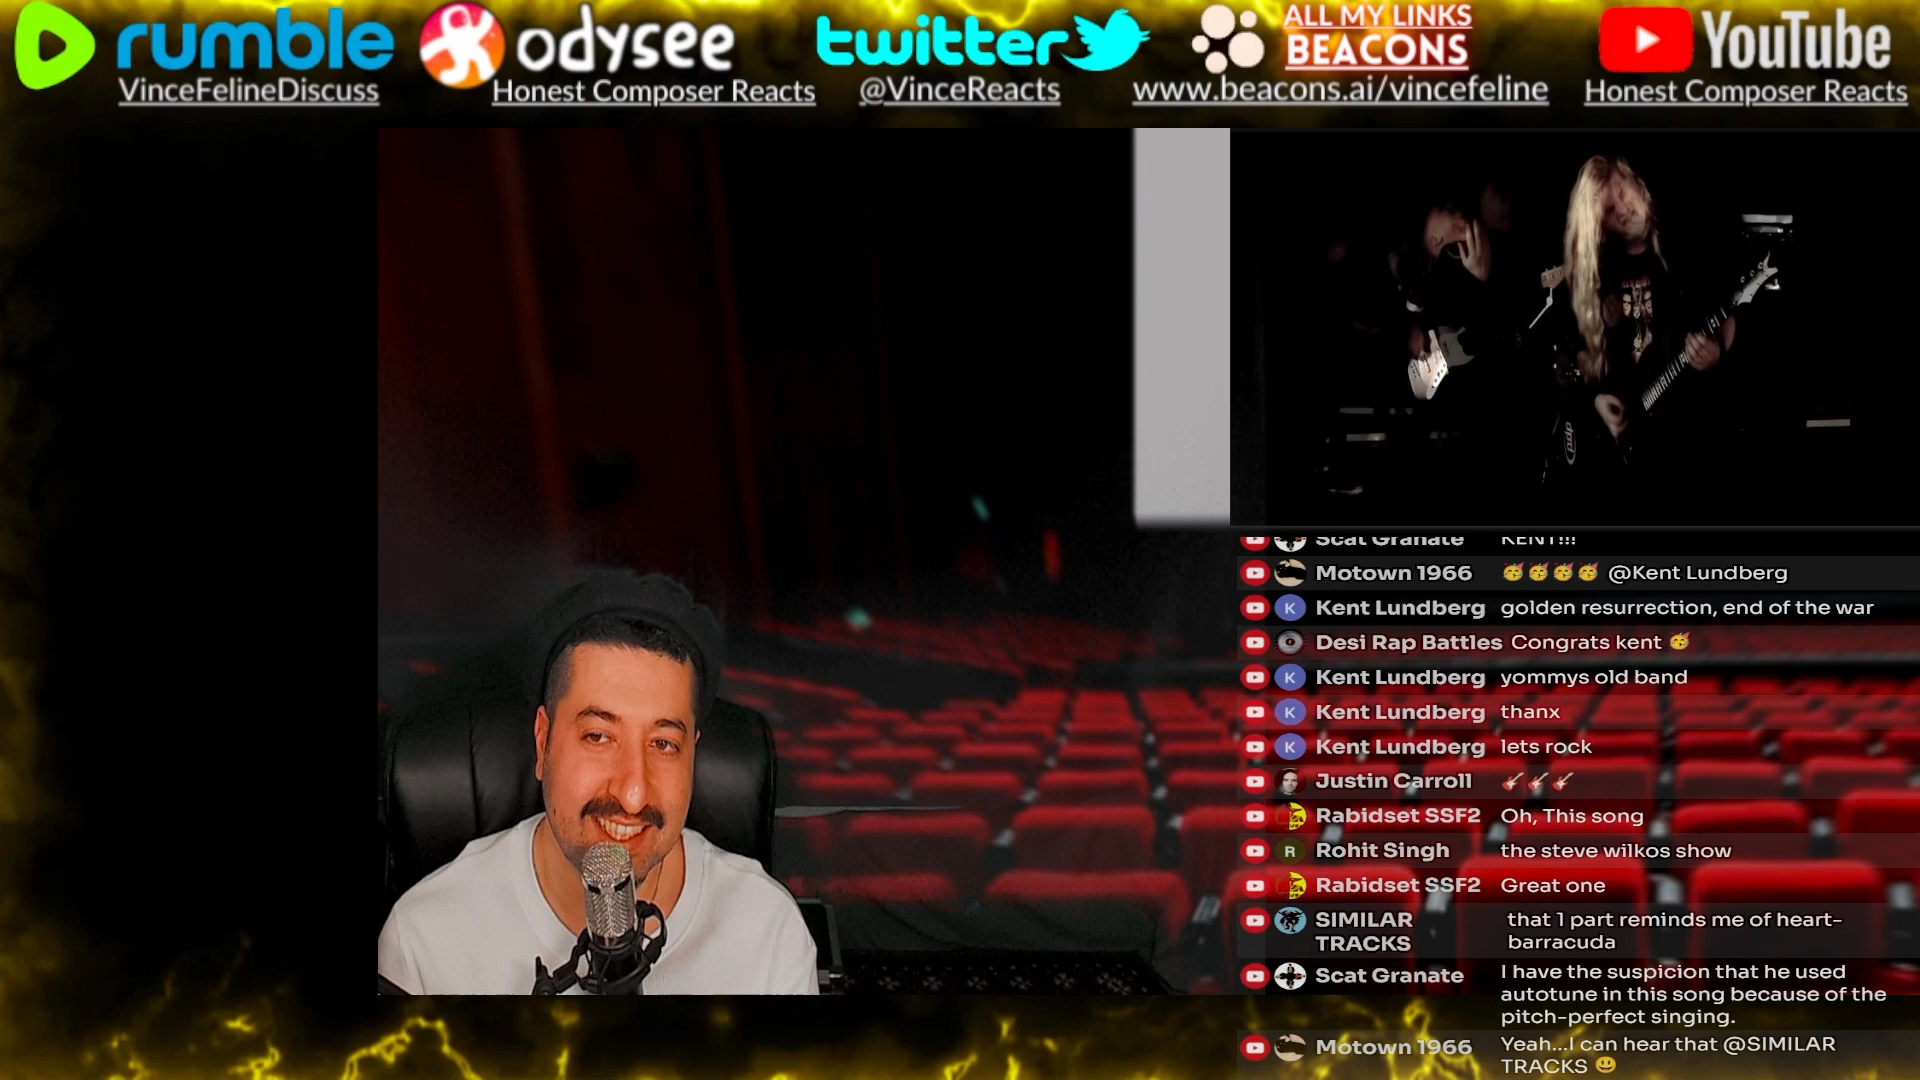 rumble
VinceFelineDiscuss
odysee
Honest Composer Reacts
twitter
@VinceReacts
ALL MY LINKS
BEACONS
www.beacons.ai/vincefeline
YouTube
Honest Composer Reacts
pdp
Scat Granate KENT!!!
Motown 1966 🥳🥳🥳🥳 @Kent Lundberg
K Kent Lundberg golden resurrection, end of the war
Desi Rap Battles Congrats kent 🥳
K Kent Lundberg yommys old band
K Kent Lundberg thanx
K Kent Lundberg lets rock
Justin Carroll 🎸🎸🎸
Rabidset SSF2 Oh, This song
R Rohit Singh the steve wilkos show
Rabidset SSF2 Great one
SIMILAR that 1 part reminds me of heart-
TRACKS barracuda
Scat Granate I have the suspicion that he used
autotune in this song because of the
pitch-perfect singing.
Motown 1966 Yeah...I can hear that @SIMILAR
TRACKS 😃